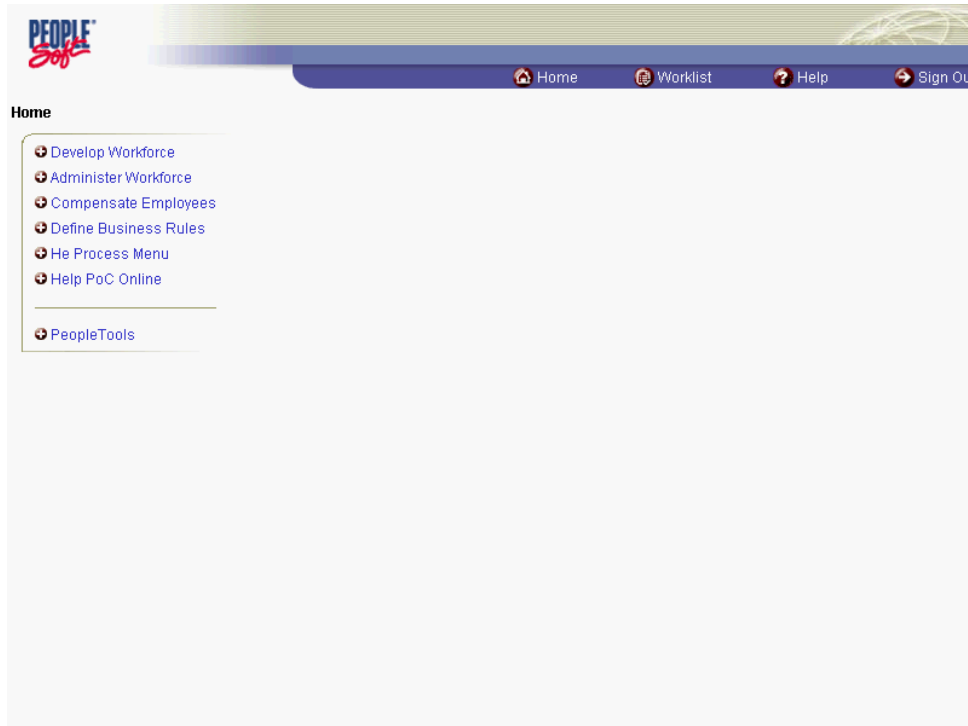 PEOPLE
Soft
Home Worklist Help Sign Ou
Home
Develop Workforce
Administer Workforce
Compensate Employees
Define Business Rules
He Process Menu
Help PoC Online
PeopleTools